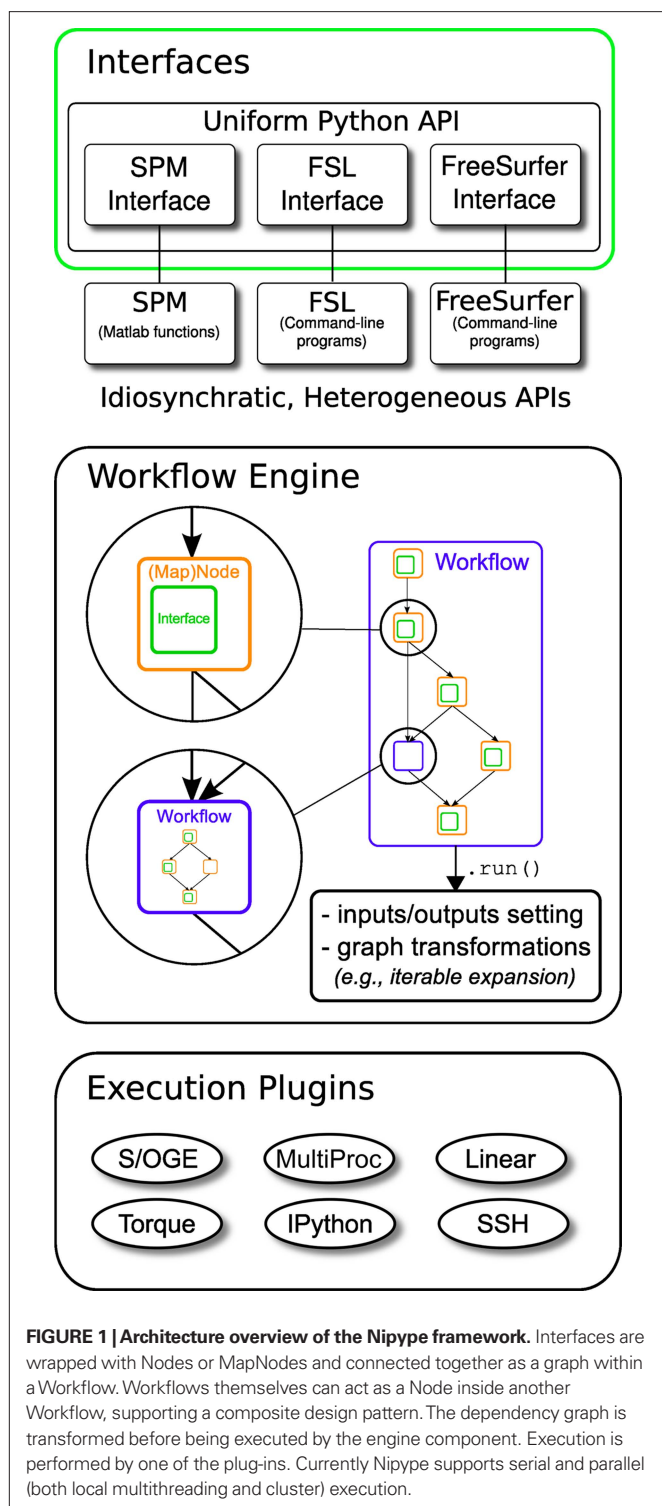 Interfaces
Uniform Python API
SPM
Interface
FSL
Interface
FreeSurfer
Interface
SPM
(Matlab functions)
FSL
(Command-line
programs)
FreeSurfer
(Command-line
programs)
Idiosynchratic, Heterogeneous APIs
Workflow Engine
(Map)Node
Interface
Workflow
Workflow
.run()
- inputs/outputs setting
- graph transformations
(e.g., iterable expansion)
Execution Plugins
S/OGE
MultiProc
Linear
Torque
IPython
SSH
FIGURE 1 | Architecture overview of the Nipype framework. Interfaces are
wrapped with Nodes or MapNodes and connected together as a graph within
a Workflow. Workflows themselves can act as a Node inside another
Workflow, supporting a composite design pattern. The dependency graph is
transformed before being executed by the engine component. Execution is
performed by one of the plug-ins. Currently Nipype supports serial and parallel
(both local multithreading and cluster) execution.